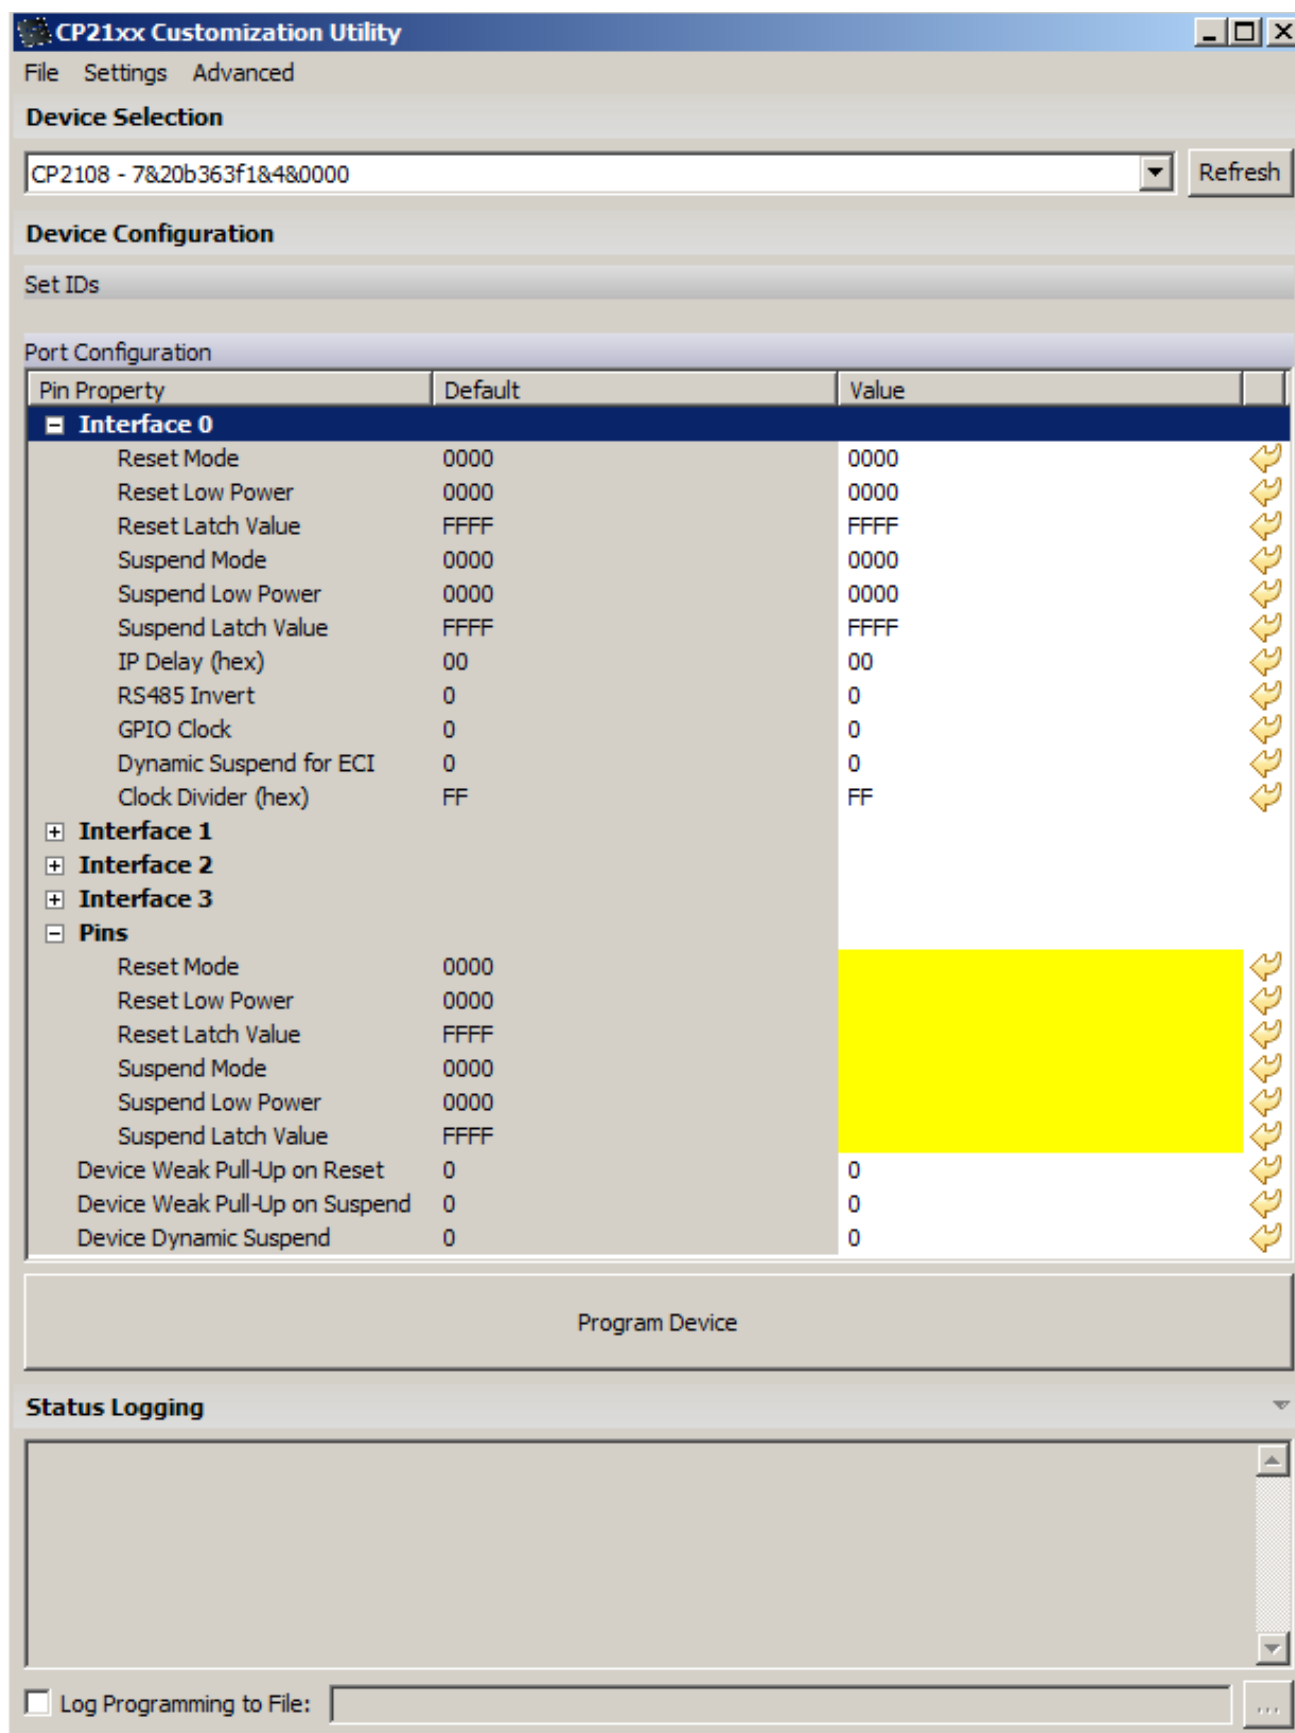 CP21xx Customization Utility
File Settings Advanced
Device Selection
CP2108 - 7&20b363f1&4&0000 Refresh
Device Configuration
Set IDs
Port Configuration
Pin Property Default Value
Interface 0
Reset Mode 0000 0000
Reset Low Power 0000 0000
Reset Latch Value FFFF FFFF
Suspend Mode 0000 0000
Suspend Low Power 0000 0000
Suspend Latch Value FFFF FFFF
IP Delay (hex) 00 00
RS485 Invert 0 0
GPIO Clock 0 0
Dynamic Suspend for ECI 0 0
Clock Divider (hex) FF FF
Interface 1
Interface 2
Interface 3
Pins
Reset Mode 0000
Reset Low Power 0000
Reset Latch Value FFFF
Suspend Mode 0000
Suspend Low Power 0000
Suspend Latch Value FFFF
Device Weak Pull-Up on Reset 0 0
Device Weak Pull-Up on Suspend 0 0
Device Dynamic Suspend 0 0
Program Device
Status Logging
Log Programming to File: ...